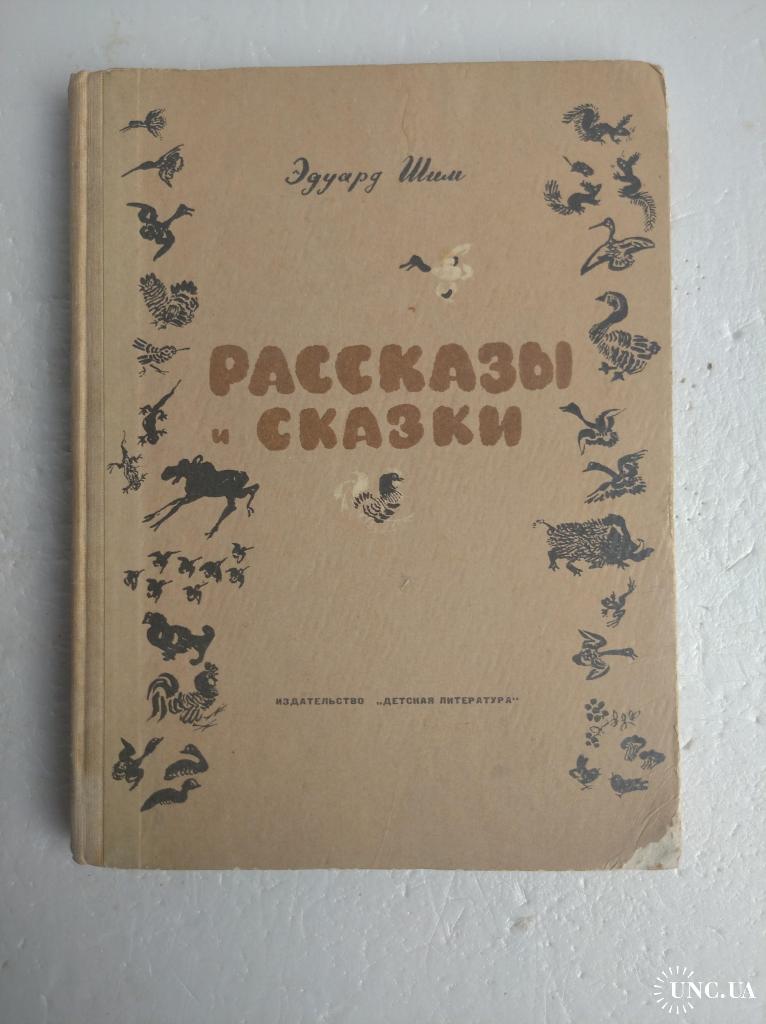 Эдуард Шим
РАССКАЗЫ
и СКАЗКИ
ИЗДАТЕЛЬСТВО „ДЕТСКАЯ ЛИТЕРАТУРА"
UNC.UA